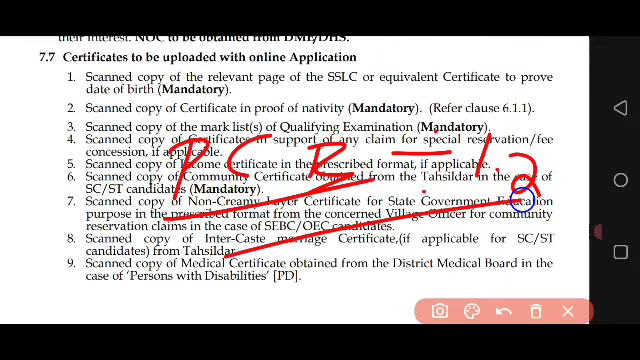 their interest. NOC to be obtained from DME/DHS.
7.7 Certificates to be uploaded with online Application
1. Scanned copy of the relevant page of the SSLC or equivalent Certificate to prove
date of birth (Mandatory).
2. Scanned copy of Certificate in proof of nativity (Mandatory). (Refer clause 6.1.1).
3. Scanned copy of the mark list(s) of Qualifying Examination (Mandatory).
4. Scanned copy of Certificates in support of any claim for special reservation/fee
concession, if applicable.
5. Scanned copy of Income certificate in the prescribed format, if applicable.
6. Scanned copy of Community Certificate obtained from the Tahsildar in the case of
SC/ST candidates (Mandatory).
7. Scanned copy of Non-Creamy Layer Certificate for State Government Education
purpose in the prescribed format from the concerned Village Officer for community
reservation claims in the case of SEBC/OEC candidates.
8. Scanned copy of Inter-Caste marriage Certificate,(if applicable for SC/ST
candidates) from Tahsildar
9. Scanned copy of Medical Certificate obtained from the District Medical Board in the
case of 'Persons with Disabilities' [PD].